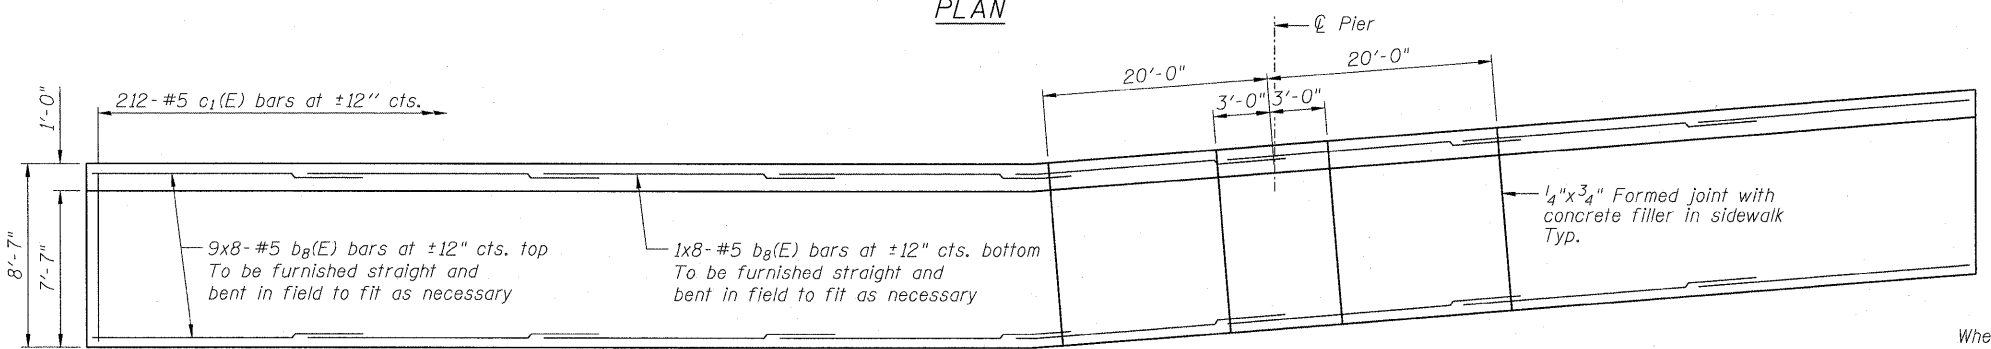 PLAN
℄ Pier
20'-0"
20'-0"
3'-0"
3'-0"
1'-0"
212-#5 c₁(E) bars at ±12" cts.
8'-7"
7'-7"
9x8-#5 b₈(E) bars at ±12" cts. top
To be furnished straight and
bent in field to fit as necessary
1x8-#5 b₈(E) bars at ±12" cts. bottom
To be furnished straight and
bent in field to fit as necessary
¼"x¾" Formed joint with
concrete filler in sidewalk
Typ.
Whe